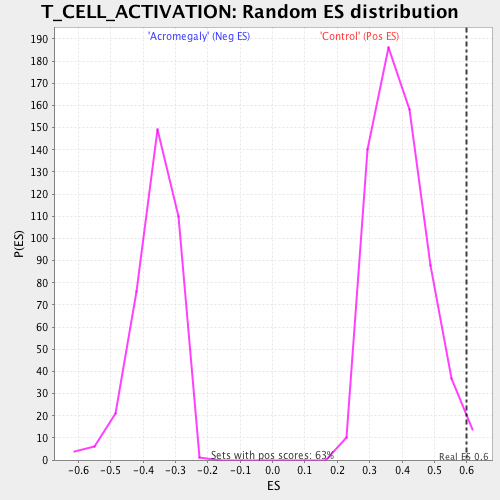 T_CELL_ACTIVATION: Random ES distribution
'Acromegaly' (Neg ES) 'Control' (Pos ES)
190
180
170
160
150
140
130
120
110
100
90
80
70
60
50
40
30
20
10
0
P(ES)
Sets with pos scores: 63%
Real ES 0.6
-0.6 -0.5 -0.4 -0.3 -0.2 -0.1 0.0 0.1 0.2 0.3 0.4 0.5 0.6
ES